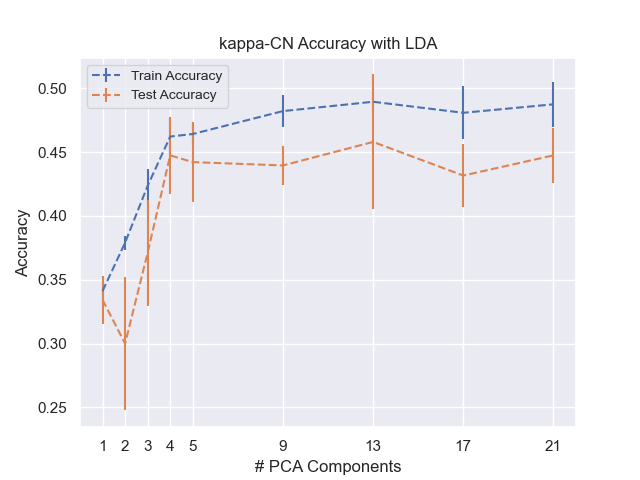 kappa-CN Accuracy with LDA
Train Accuracy
Test Accuracy
0.50
0.45
0.40
0.35
0.30
0.25
Accuracy
1 2 3 4 5 9 13 17 21
# PCA Components